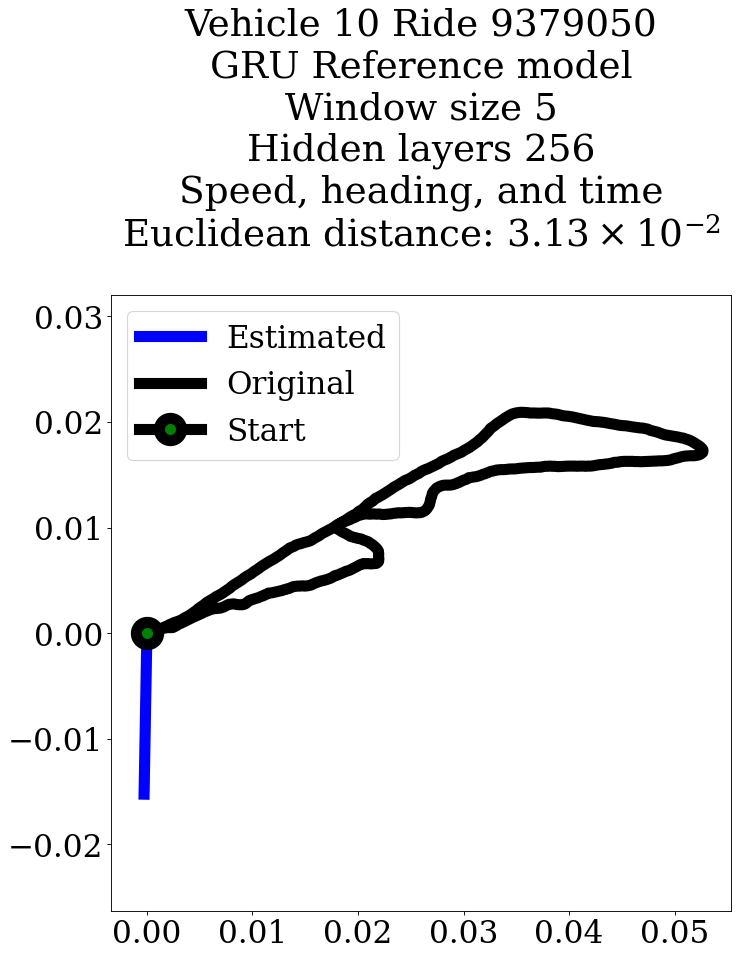 Vehicle 10 Ride 9379050
GRU Reference model
Window size 5
Hidden layers 256
Speed, heading, and time
Euclidean distance: 3.13 × 10⁻²
Estimated
Original
Start
0.03
0.02
0.01
0.00
−0.01
−0.02
0.00 0.01 0.02 0.03 0.04 0.05